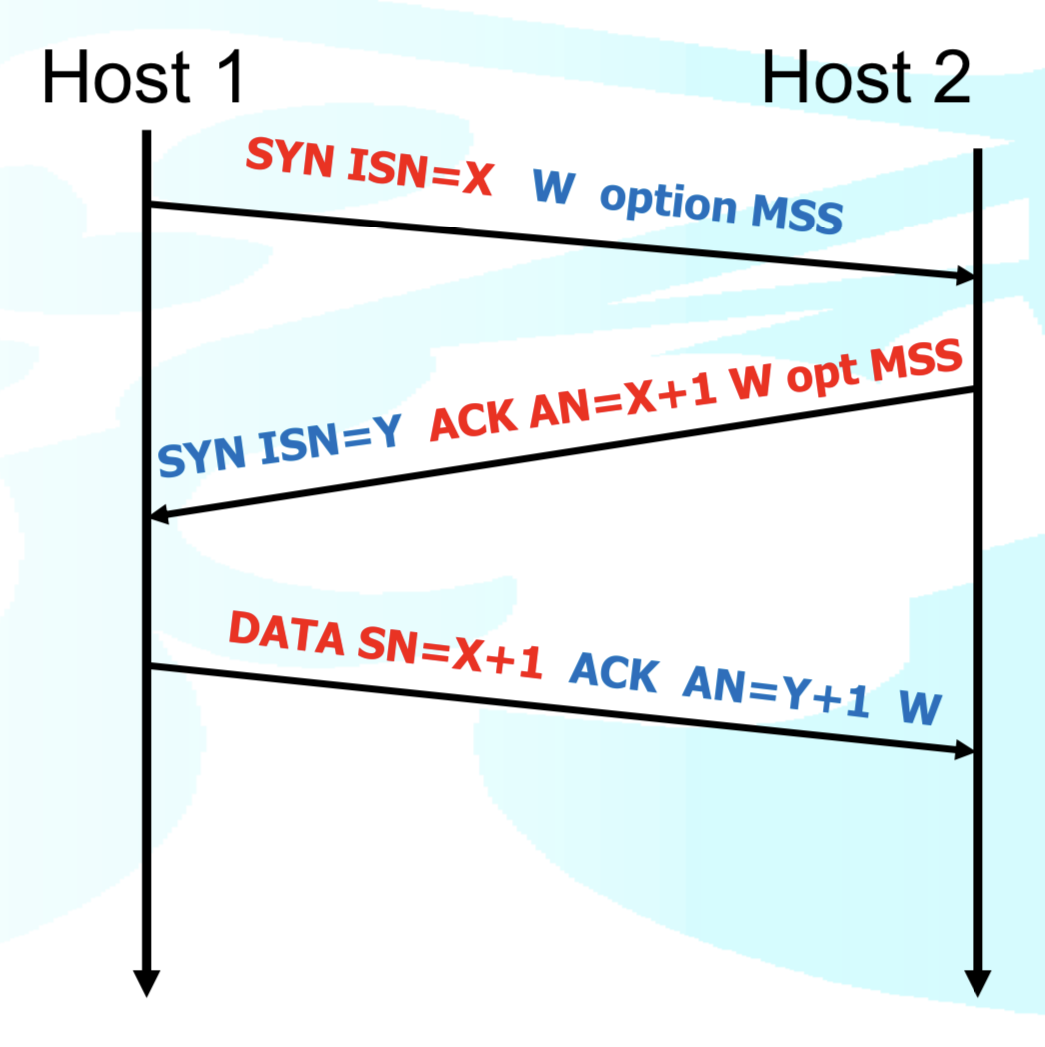 Host 1
Host 2
SYN ISN=X W option MSS
SYN ISN=Y ACK AN=X+1 W opt MSS
DATA SN=X+1 ACK AN=Y+1 W